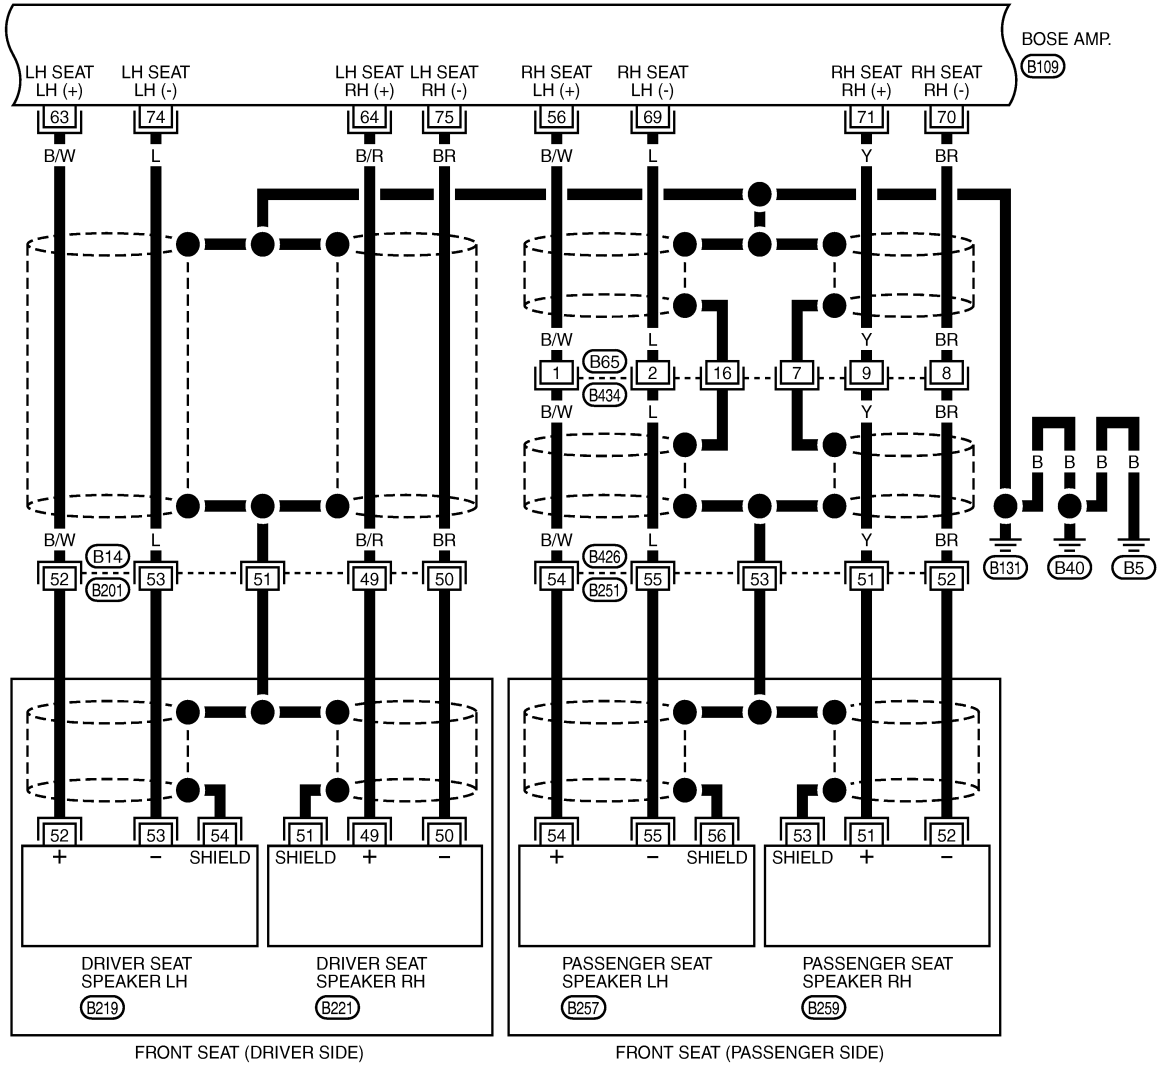 BOSE AMP.
B109
LH SEAT LH SEAT LH SEAT LH SEAT RH SEAT RH SEAT RH SEAT RH SEAT
LH (+) LH (-) RH (+) RH (-) LH (+) LH (-) RH (+) RH (-)
63 74 64 75 56 69 71 70
B/W L B/R BR B/W L Y BR
B/W L Y BR
B65
1 2 16 7 9 8
B434
B/W L Y BR
B B B B
B/W L B/R BR B/W L Y BR
B14 B426
52 53 51 49 50 54 55 53 51 52
B201 B251
B131 B40 B5
52 53 54 51 49 50 54 55 56 53 51 52
+ – SHIELD SHIELD + – + – SHIELD SHIELD + –
DRIVER SEAT DRIVER SEAT PASSENGER SEAT PASSENGER SEAT
SPEAKER LH SPEAKER RH SPEAKER LH SPEAKER RH
B219 B221 B257 B259
FRONT SEAT (DRIVER SIDE) FRONT SEAT (PASSENGER SIDE)